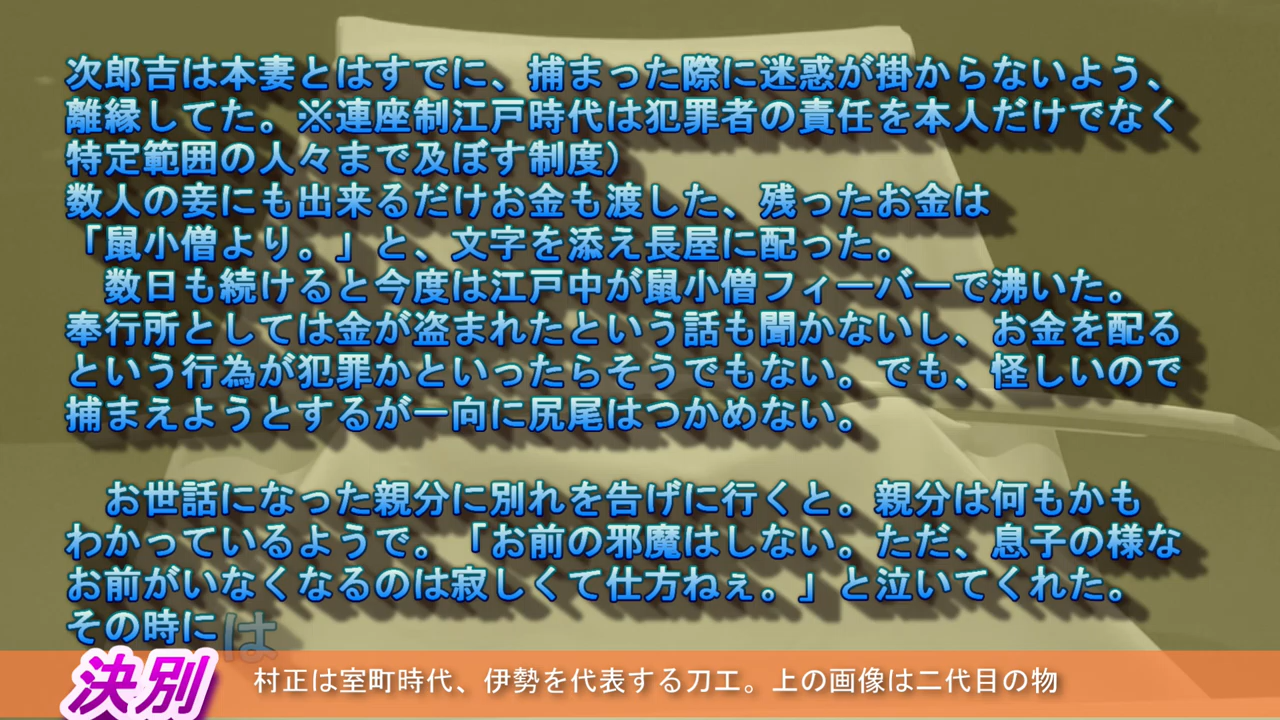 次郎吉は本妻とはすでに、捕まった際に迷惑が掛からないよう、
離縁してた。※連座制江戸時代は犯罪者の責任を本人だけでなく
特定範囲の人々まで及ぼす制度）
数人の妾にも出来るだけお金も渡した、残ったお金は
「鼠小僧より。」と、文字を添え長屋に配った。
　数日も続けると今度は江戸中が鼠小僧フィーバーで沸いた。
奉行所としては金が盗まれたという話も聞かないし、お金を配る
という行為が犯罪かといったらそうでもない。でも、怪しいので
捕まえようとするが一向に尻尾はつかめない。
　お世話になった親分に別れを告げに行くと。親分は何もかも
わかっているようで。「お前の邪魔はしない。ただ、息子の様な
お前がいなくなるのは寂しくて仕方ねぇ。」と泣いてくれた。
その時には
決別
村正は室町時代、伊勢を代表する刀工。上の画像は二代目の物